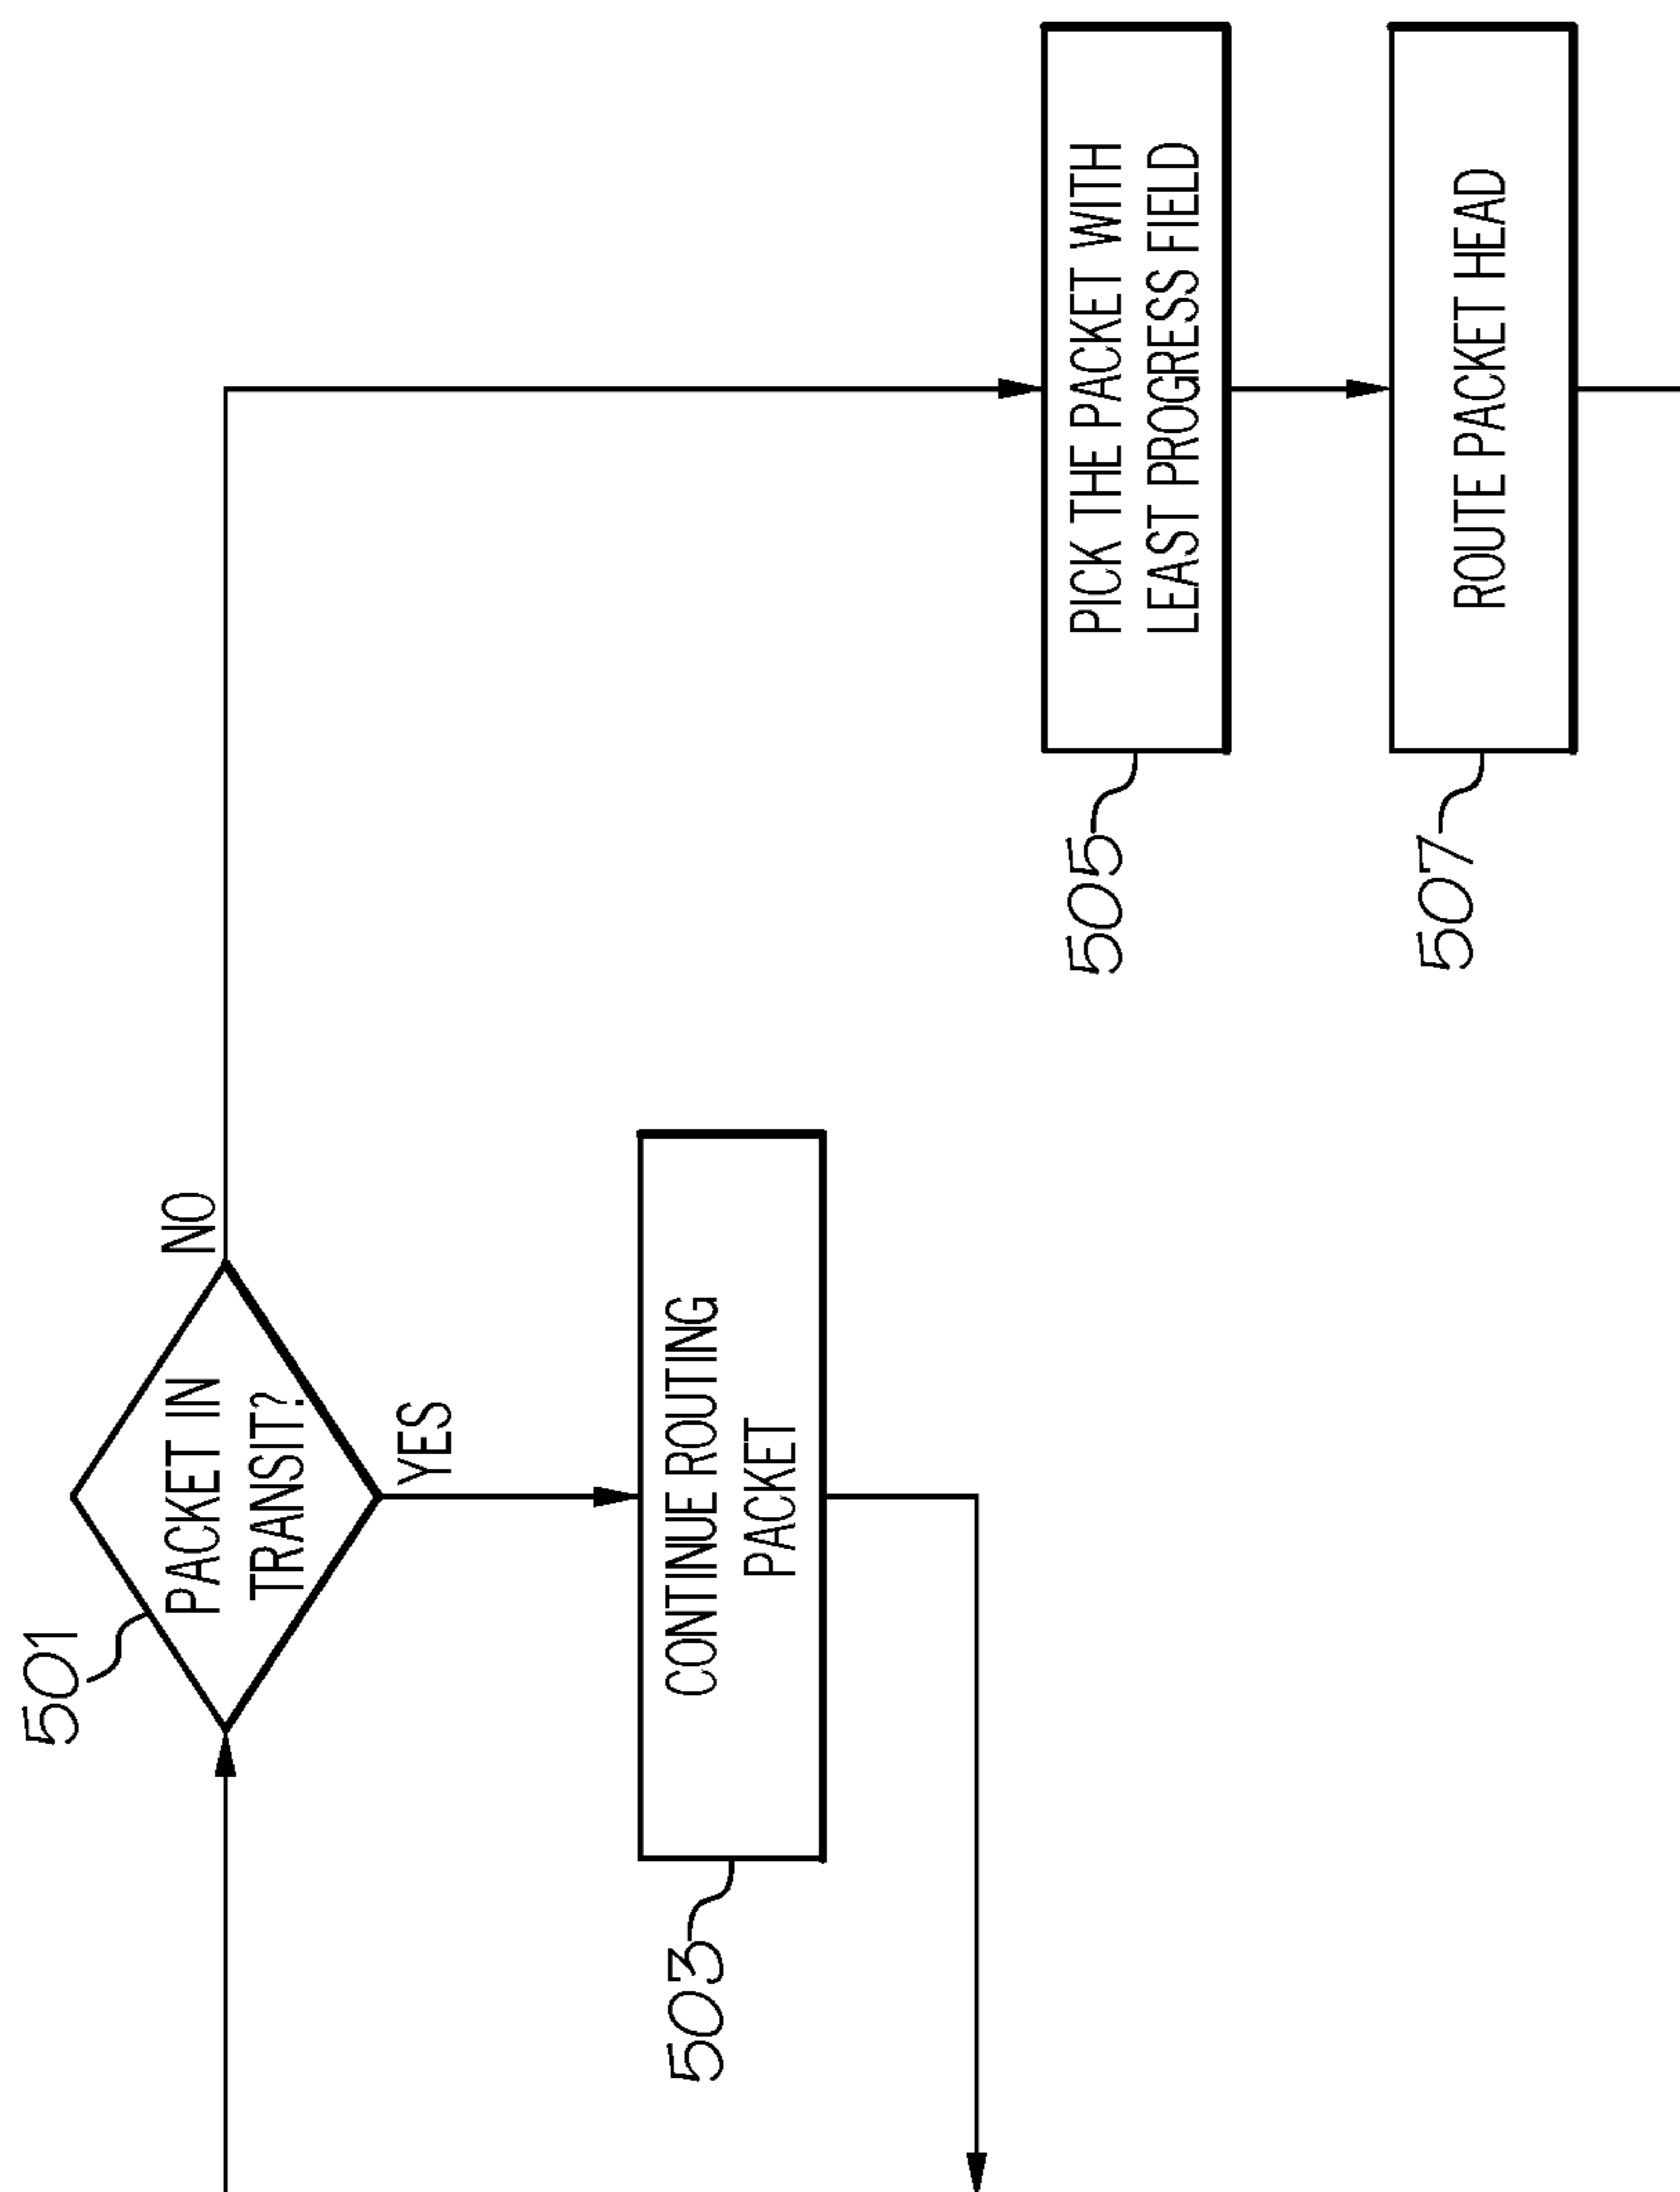 501
PACKET IN
TRANSIT?
NO
YES
503
CONTINUE ROUTING
PACKET
505
PICK THE PACKET WITH
LEAST PROGRESS FIELD
507
ROUTE PACKET HEAD